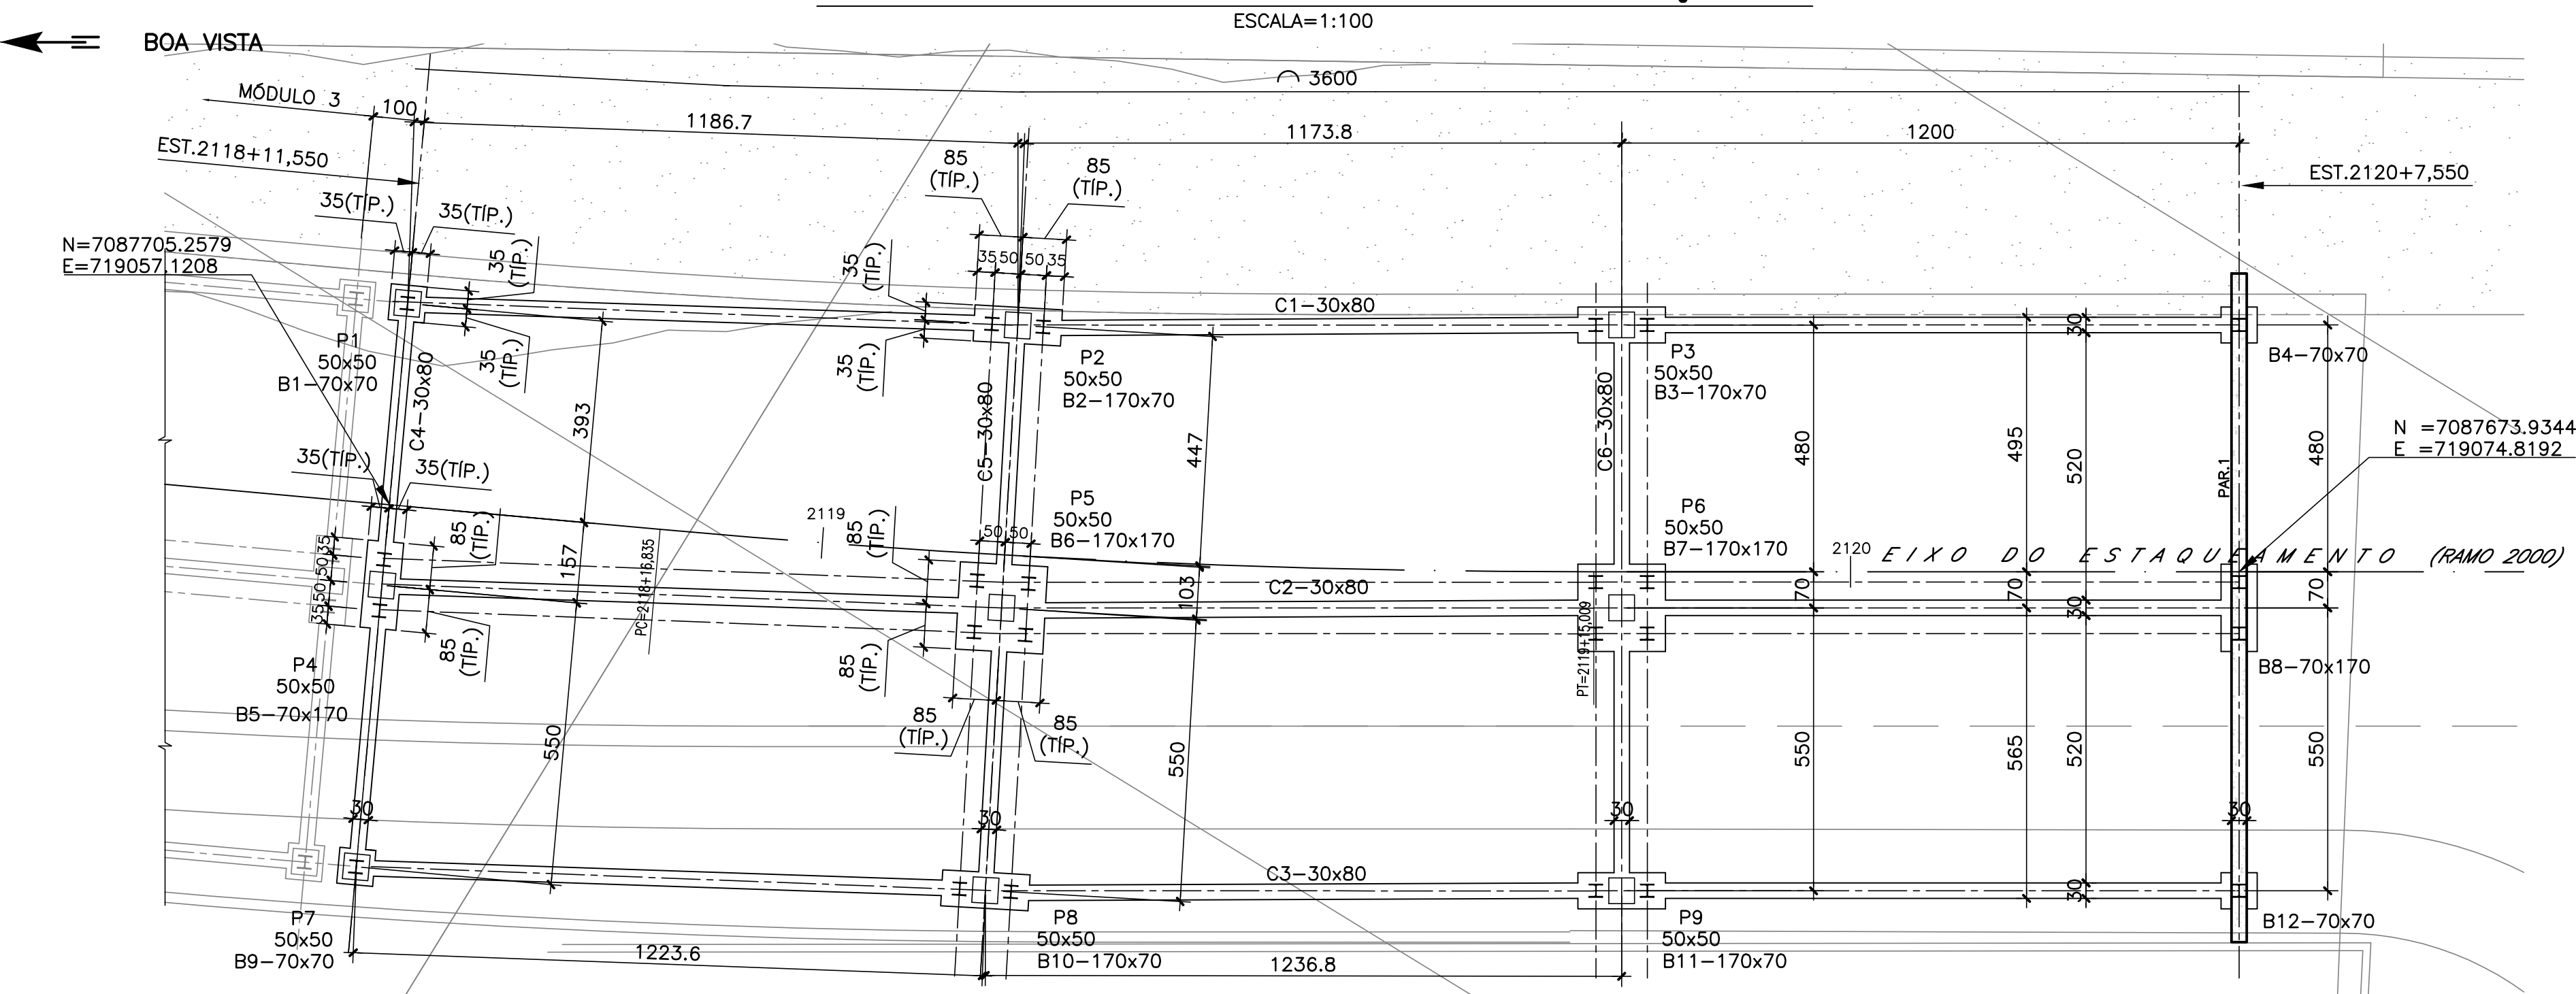 ESCALA=1:100
BOA VISTA
3600
MÓDULO 3
100
1186.7
1173.8
1200
EST.2118+11,550
EST.2120+7,550
85
(TÍP.)
85
(TÍP.)
35(TÍP.)
35(TÍP.)
N=7087705.2579
E=719057.1208
35
(TÍP.)
35
(TÍP.)
35
50
50
35
C1-30x80
30
P1
50x50
B1-70x70
C4-30x80
35
(TÍP.)
35
(TÍP.)
P2
50x50
B2-170x70
C5-30x80
P3
50x50
B3-170x70
C6-30x80
B4-70x70
393
447
480
495
520
480
N =7087673.9344
E =719074.8192
PAR.1
35(TÍP.)
35(TÍP.)
85
(TÍP.)
2119
85
(TÍP.)
50
50
P5
50x50
B6-170x170
P6
50x50
B7-170x170
2120
EIXO DO ESTAQUEAMENTO (RAMO 2000)
35
50
50
35
157
PC=2118+16,835
103
C2-30x80
70
70
30
70
PT=2119+15,009
85
(TÍP.)
85
(TÍP.)
P4
50x50
B5-70x170
B8-70x170
85
(TÍP.)
85
(TÍP.)
550
550
550
565
520
550
30
30
30
30
C3-30x80
30
P7
50x50
B9-70x70
1223.6
P8
50x50
B10-170x70
1236.8
P9
50x50
B11-170x70
B12-70x70